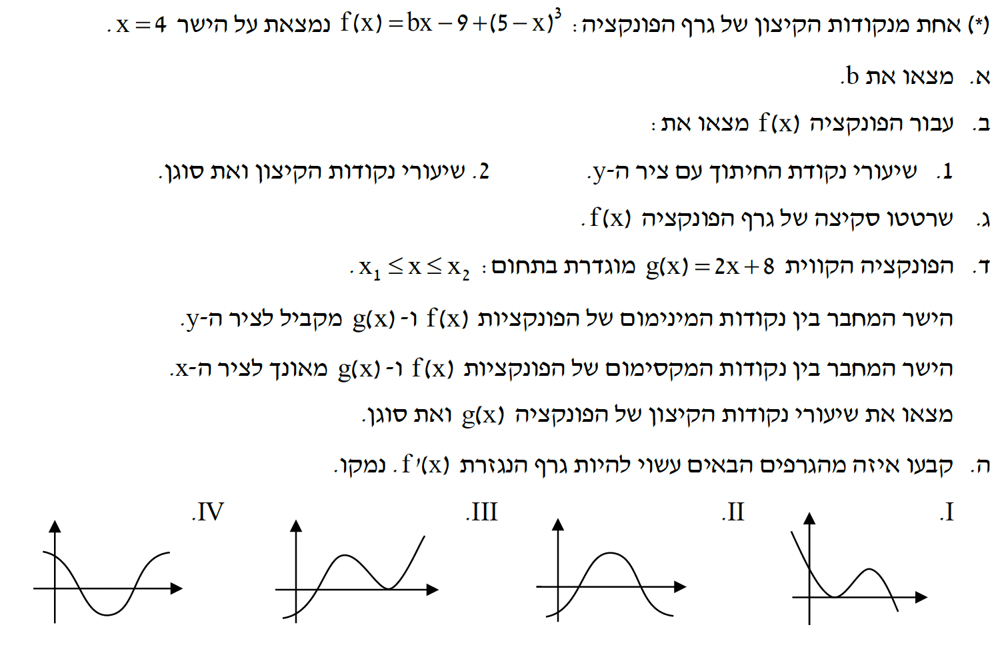 (*) אחת מנקודות הקיצון של גרף הפונקציה: f(x) = bx − 9 + (5 − x)³ נמצאת על הישר x = 4.
א. מצאו את b.
ב. עבור הפונקציה f(x) מצאו את:
1. שיעורי נקודת החיתוך עם ציר ה-y. 2. שיעורי נקודות הקיצון ואת סוגן.
ג. שרטטו סקיצה של גרף הפונקציה f(x).
ד. הפונקציה הקווית g(x) = 2x + 8 מוגדרת בתחום: x₁ ≤ x ≤ x₂.
הישר המחבר בין נקודות המינימום של הפונקציות f(x) ו- g(x) מקביל לציר ה-y.
הישר המחבר בין נקודות המקסימום של הפונקציות f(x) ו- g(x) מאונך לציר ה-x.
מצאו את שיעורי נקודות הקיצון של הפונקציה g(x) ואת סוגן.
ה. קבעו איזה מהגרפים הבאים עשוי להיות גרף הנגזרת f'(x). נמקו.
I. II. III. IV.